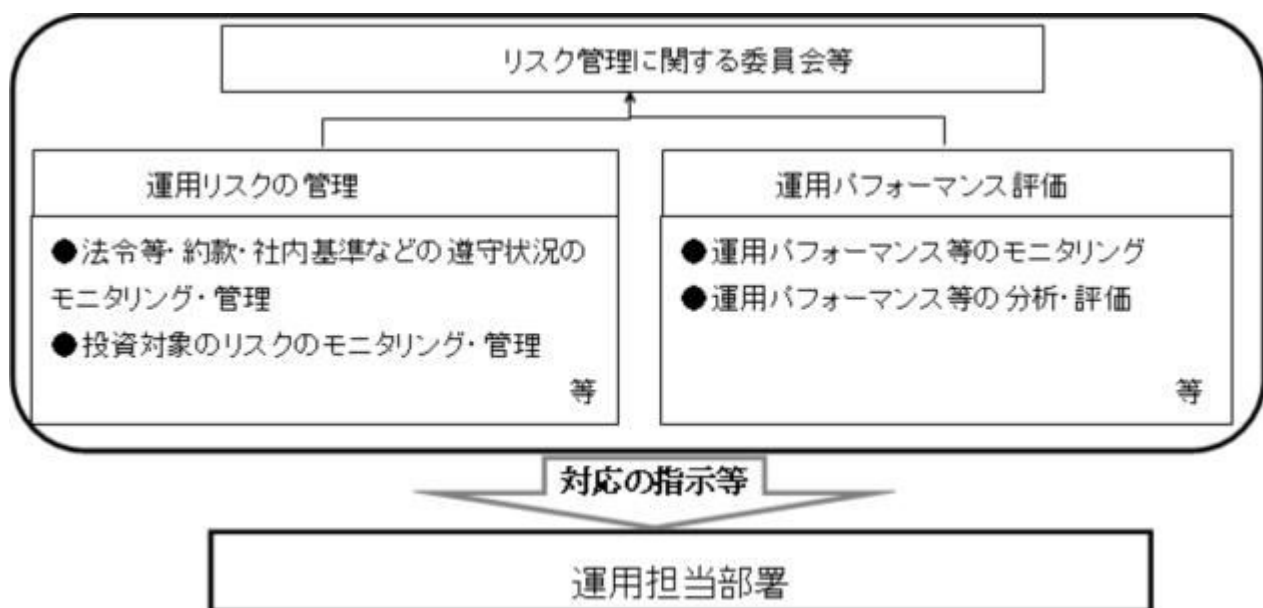 リスク管理に関する委員会等
運用リスクの管理
●法令等・約款・社内基準などの遵守状況の
モニタリング・管理
●投資対象のリスクのモニタリング・管理
等
運用パフォーマンス評価
●運用パフォーマンス等のモニタリング
●運用パフォーマンス等の分析・評価
等
対応の指示等
運用担当部署